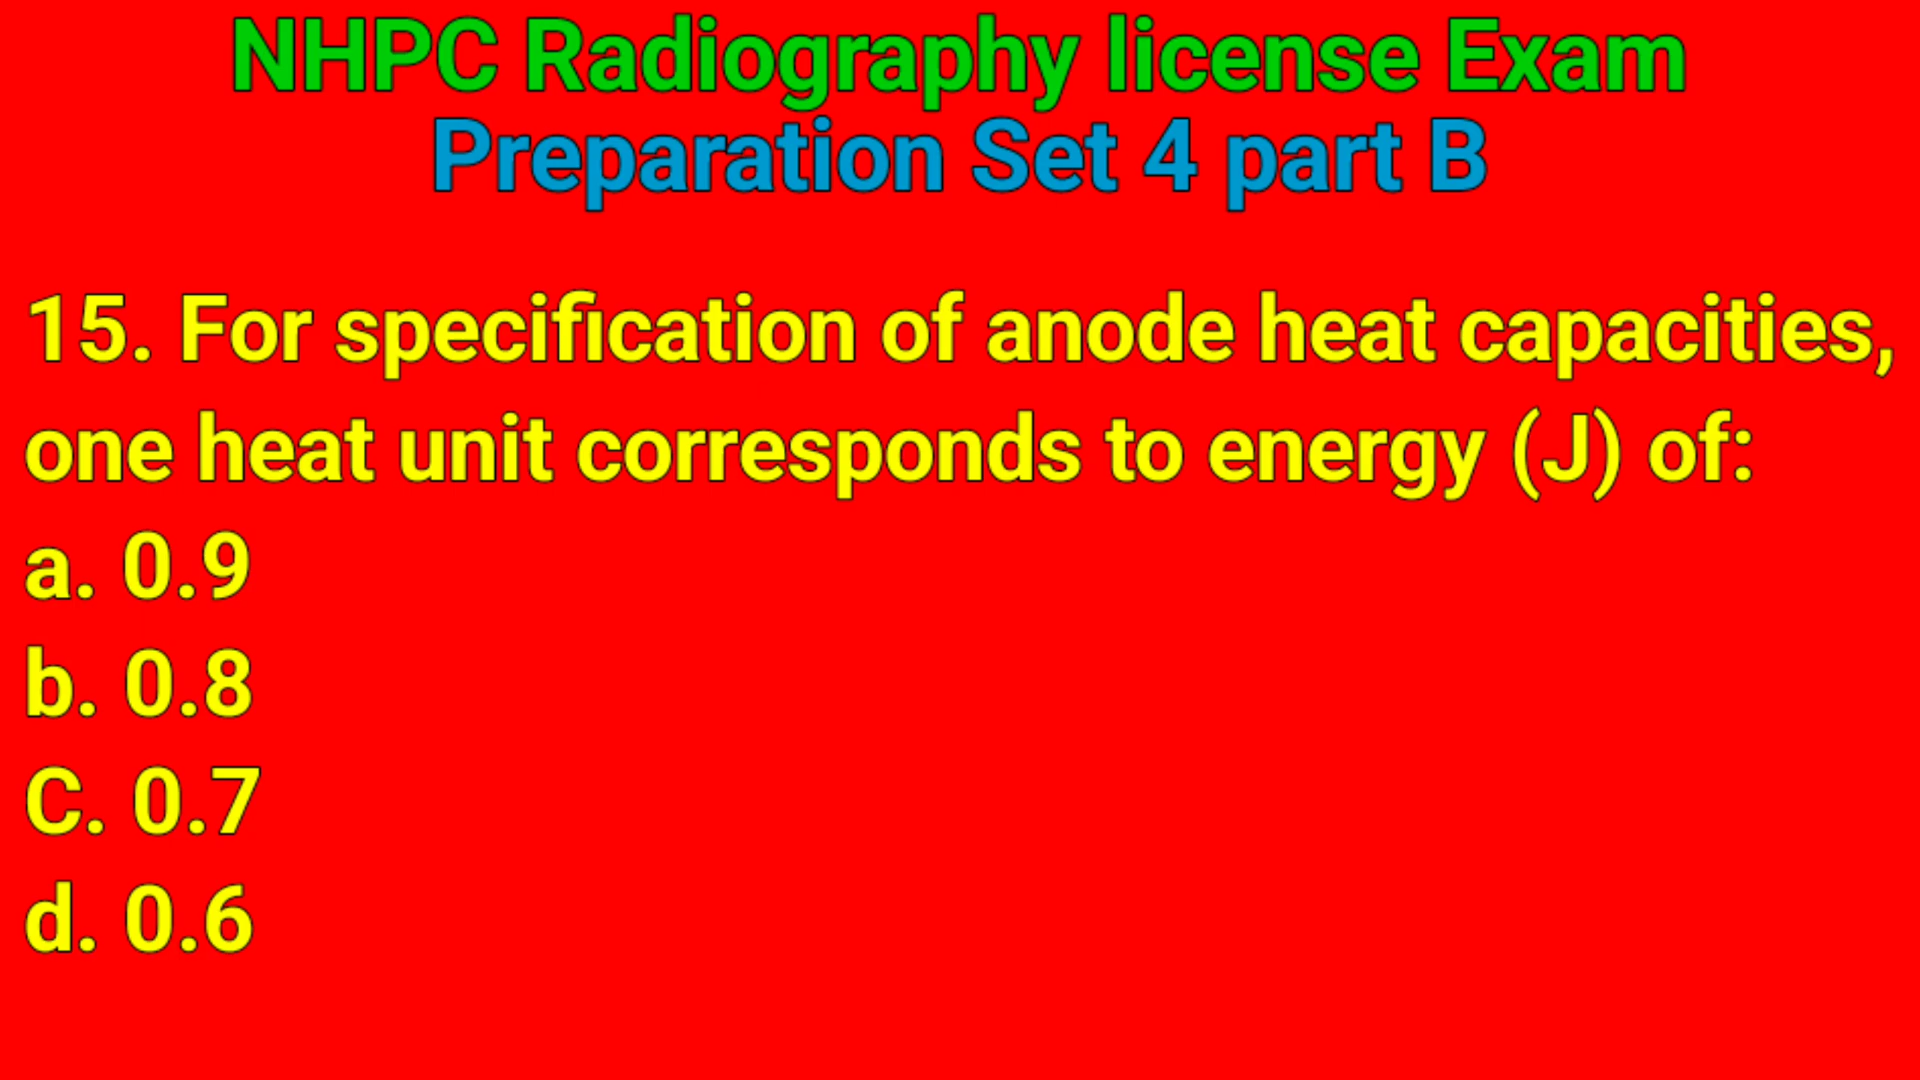 NHPC Radiography license Exam
Preparation Set 4 part B
15. For specification of anode heat capacities,
one heat unit corresponds to energy (J) of:
a. 0.9
b. 0.8
C. 0.7
d. 0.6